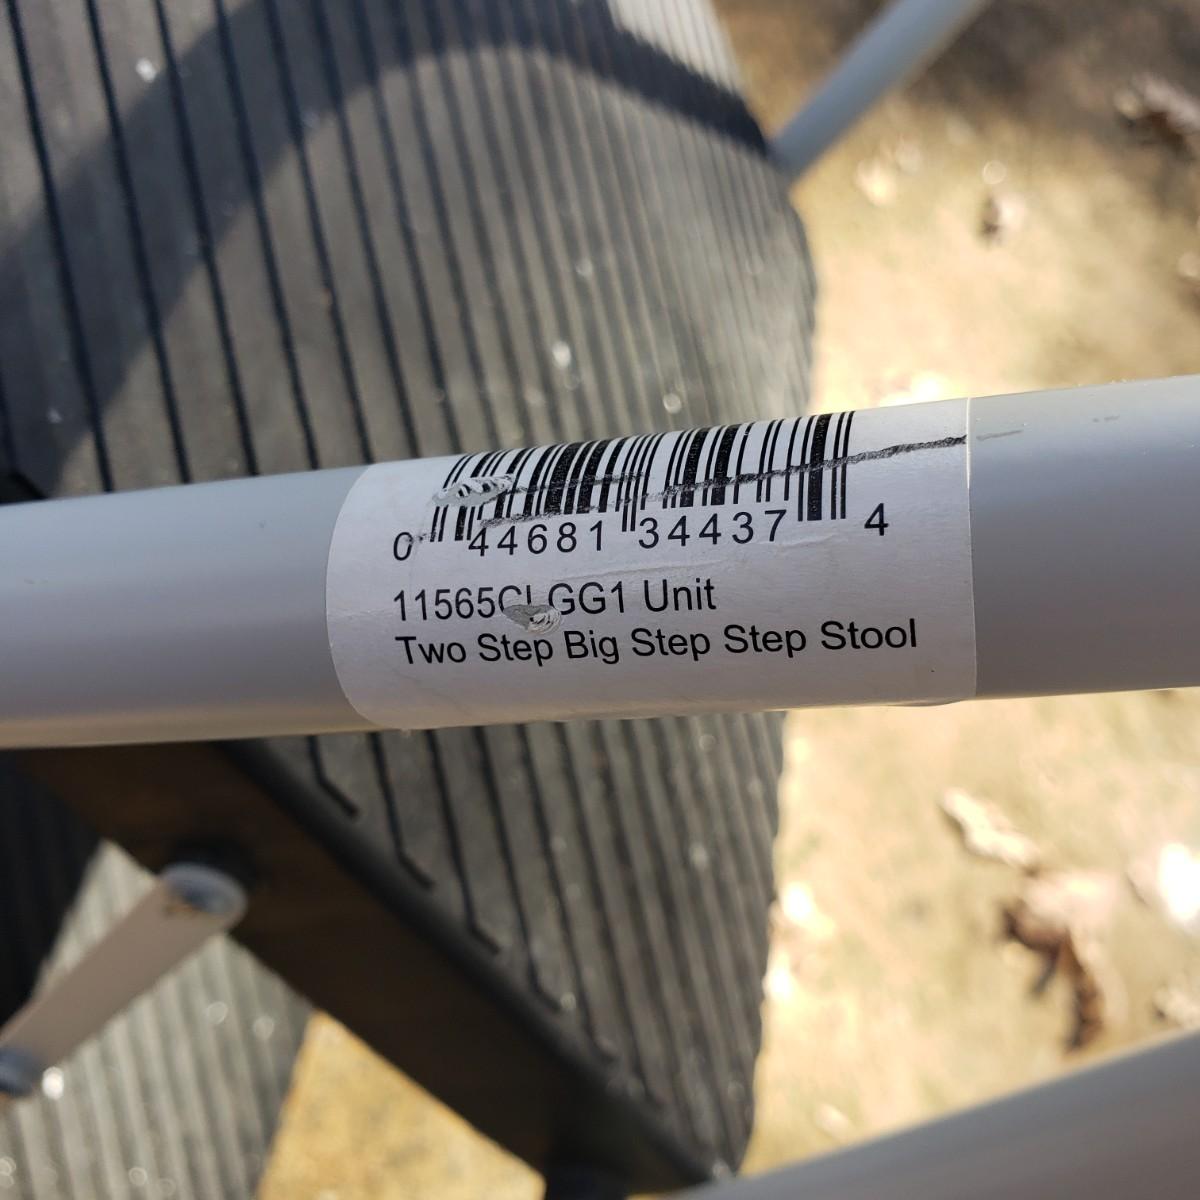 0 44681 34437 4
11565CLGG1 Unit
Two Step Big Step Step Stool